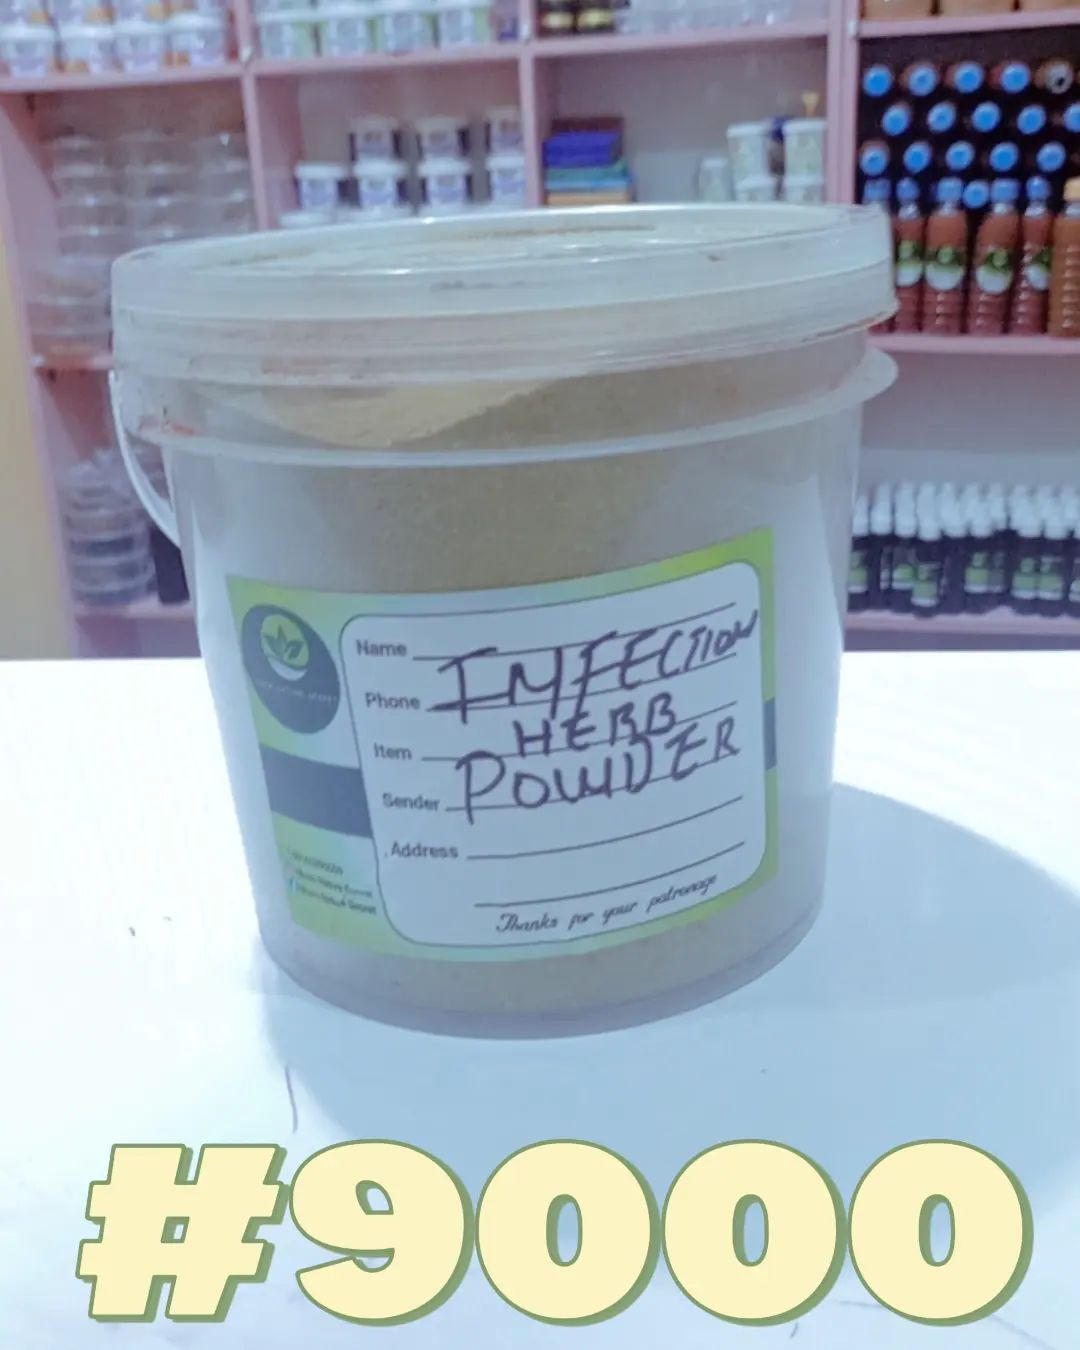 Name
INFECTION
Phone
HERB
Item
POWDER
Sender
Address
Thanks for your patronage
#9000